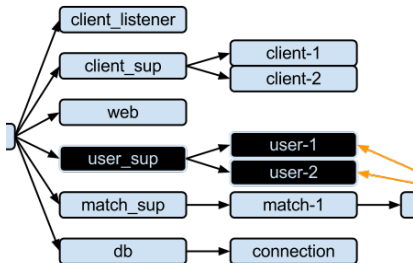 client_listener
client_sup
client-1
client-2
web
user_sup
user-1
user-2
match_sup
match-1
db
connection